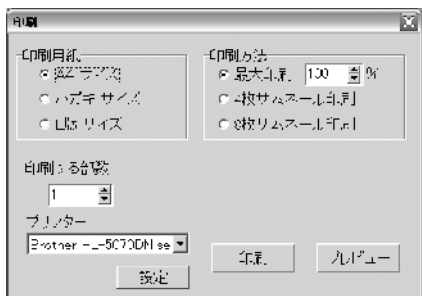 印刷
印刷用紙
A4サイズ
ハガキサイズ
L版サイズ
印刷方法
最大印刷 100 %
4枚サムネール印刷
8枚サムネール印刷
印刷する部数
1
プリンター
Brother HL-5070DN se
設定
印刷
プレビュー